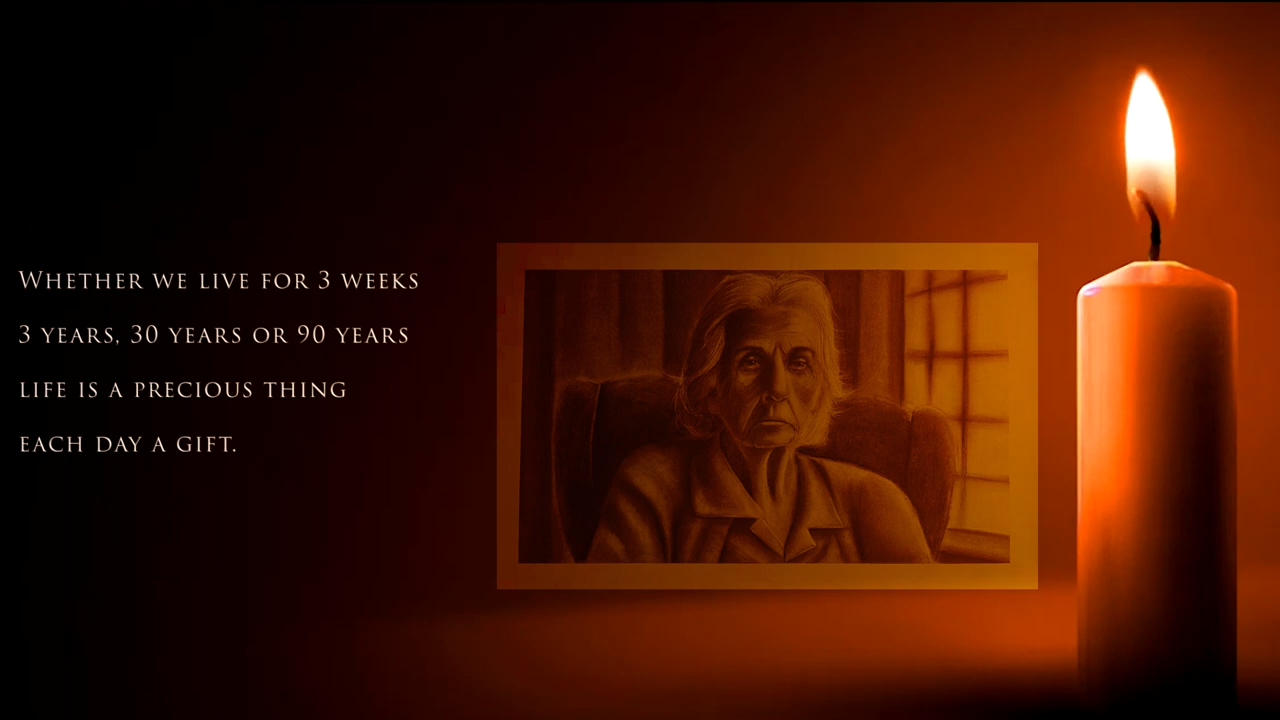 Whether we live for 3 weeks
3 years, 30 years or 90 years
life is a precious thing
each day a gift.